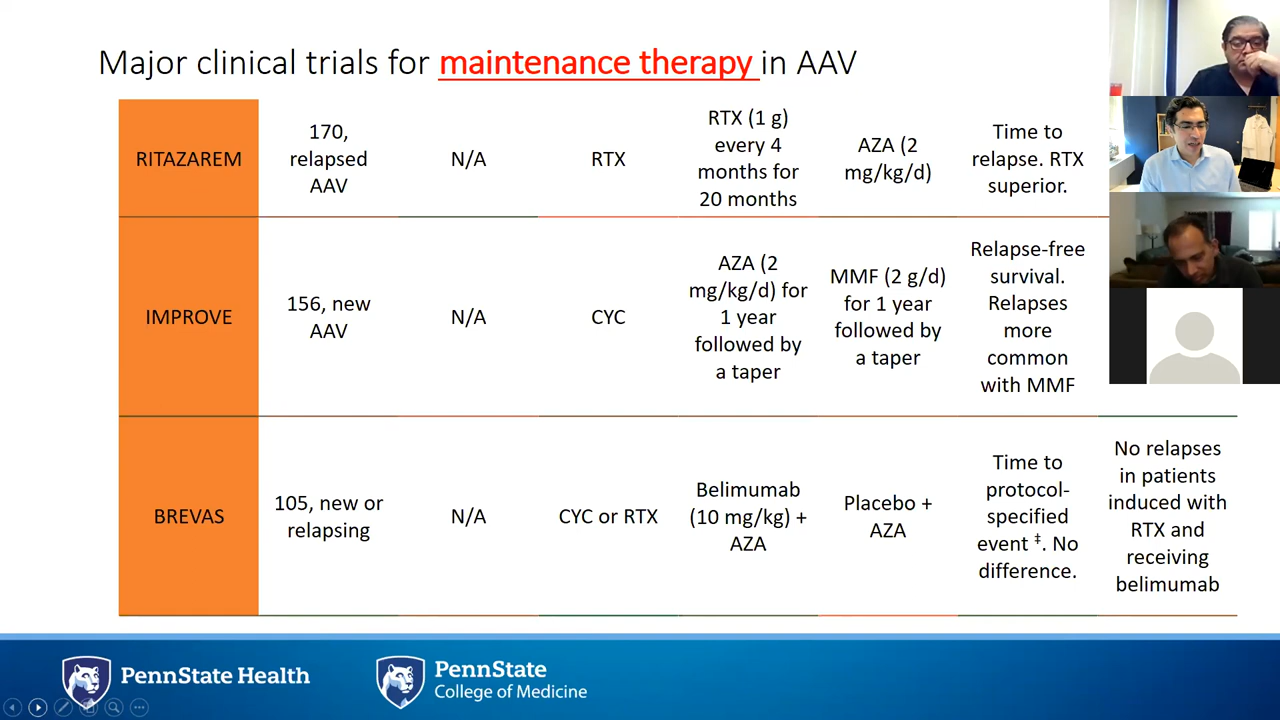 Major clinical trials for maintenance therapy in AAV
RITAZAREM
170,
relapsed
AAV
N/A
RTX
RTX (1 g)
every 4
months for
20 months
AZA (2
mg/kg/d)
Time to
relapse. RTX
superior.
IMPROVE
156, new
AAV
N/A
CYC
AZA (2
mg/kg/d) for
1 year
followed by
a taper
MMF (2 g/d)
for 1 year
followed by
a taper
Relapse-free
survival.
Relapses
more
common
with MMF
BREVAS
105, new or
relapsing
N/A
CYC or RTX
Belimumab
(10 mg/kg) +
AZA
Placebo +
AZA
Time to
protocol-
specified
event ‡. No
difference.
No relapses
in patients
induced with
RTX and
receiving
belimumab
PennState Health
PennState
College of Medicine